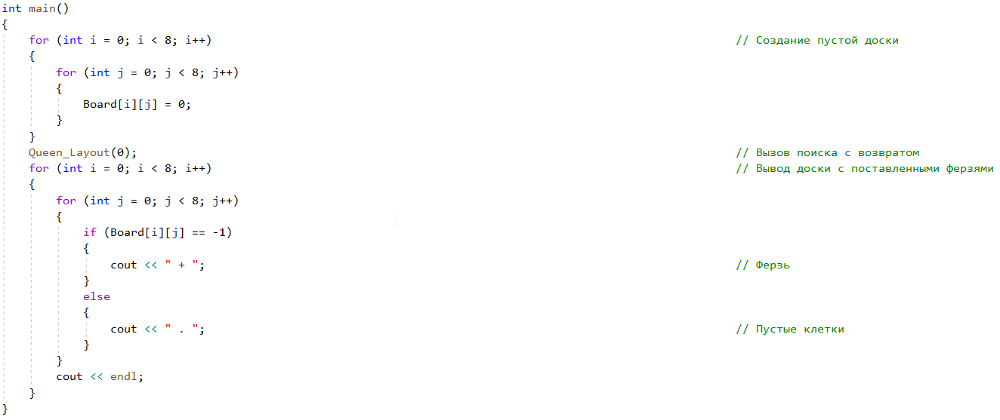 int main()
{
    for (int i = 0; i < 8; i++) // Создание пустой доски
    {
        for (int j = 0; j < 8; j++)
        {
            Board[i][j] = 0;
        }
    }
    Queen_Layout(0); // Вызов поиска с возвратом
    for (int i = 0; i < 8; i++) // Вывод доски с поставленными ферзями
    {
        for (int j = 0; j < 8; j++)
        {
            if (Board[i][j] == -1)
            {
                cout << " + "; // Ферзь
            }
            else
            {
                cout << " . "; // Пустые клетки
            }
        }
        cout << endl;
    }
}